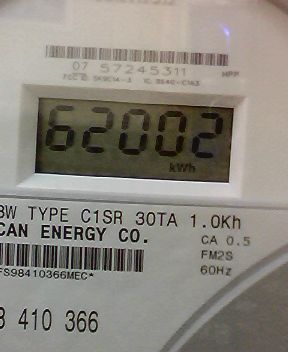 07 57245311
62002
kWh
TYPE C1SR 30TA 1.0Kh
CAN ENERGY CO.
CA 0.5
FM2S
60Hz
FS98410366MEC*
410 366